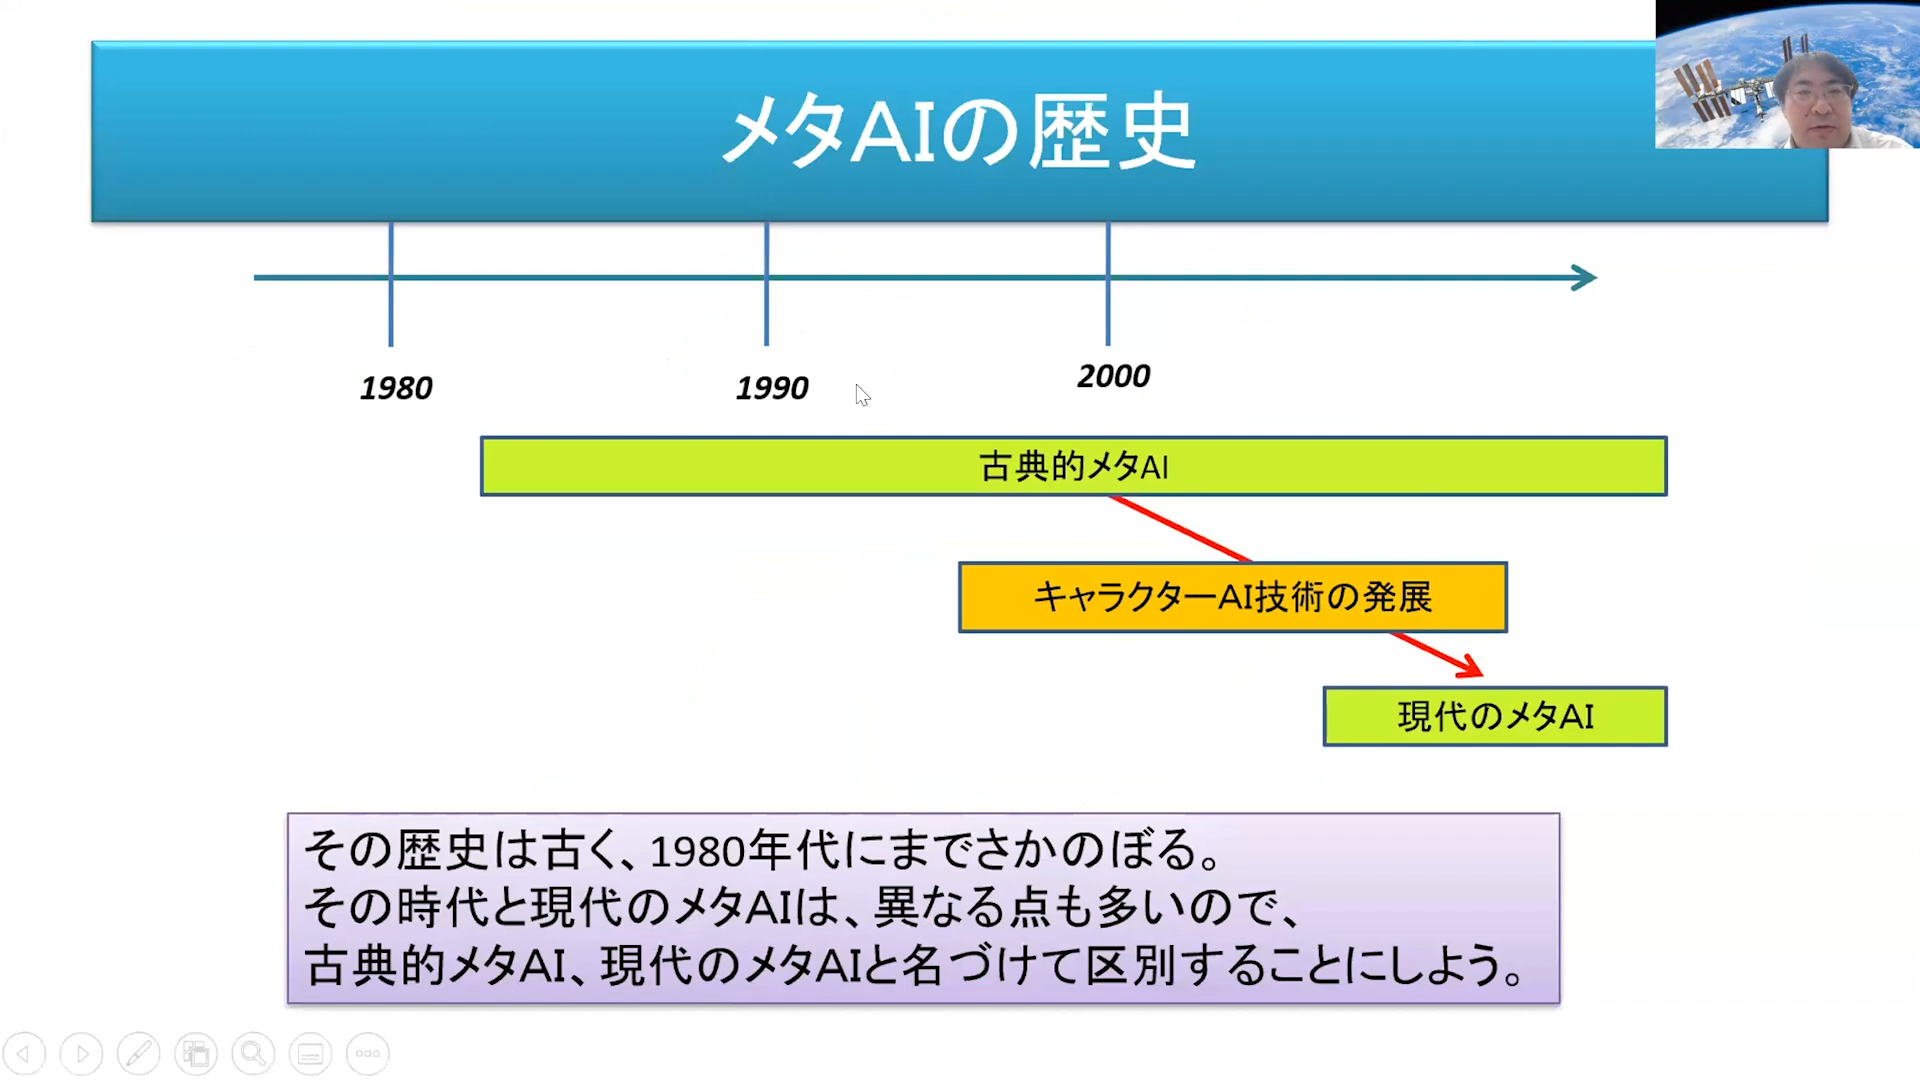 メタAIの歴史
1980
1990
2000
古典的メタAI
キャラクターAI技術の発展
現代のメタAI
その歴史は古く、1980年代にまでさかのぼる。
その時代と現代のメタAIは、異なる点も多いので、
古典的メタAI、現代のメタAIと名づけて区別することにしよう。